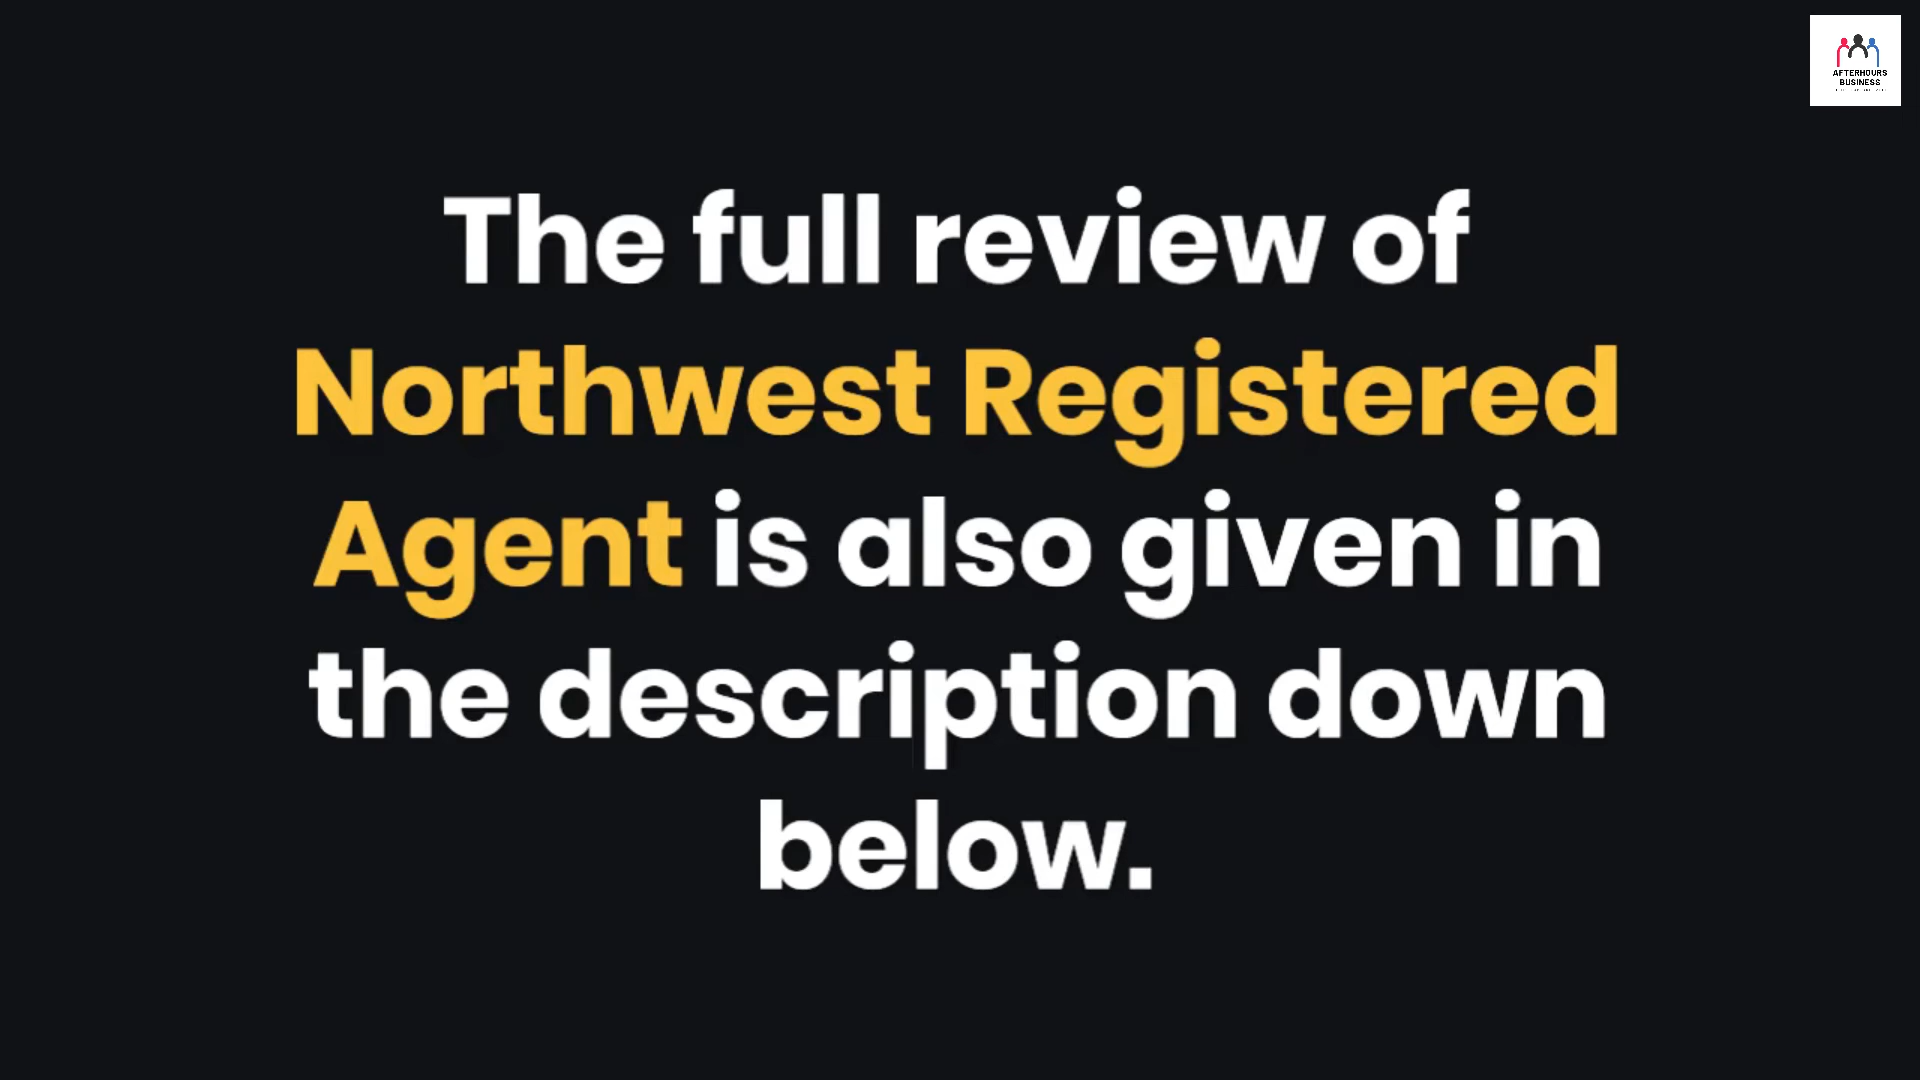 AFTERHOURS
BUSINESS
The full review of
Northwest Registered
Agent is also given in
the description down
below.